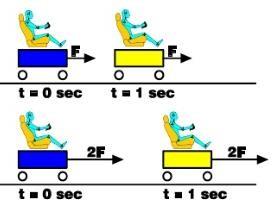 F F
t = 0 sec t = 1 sec
2F 2F
t = 0 sec t = 1 sec